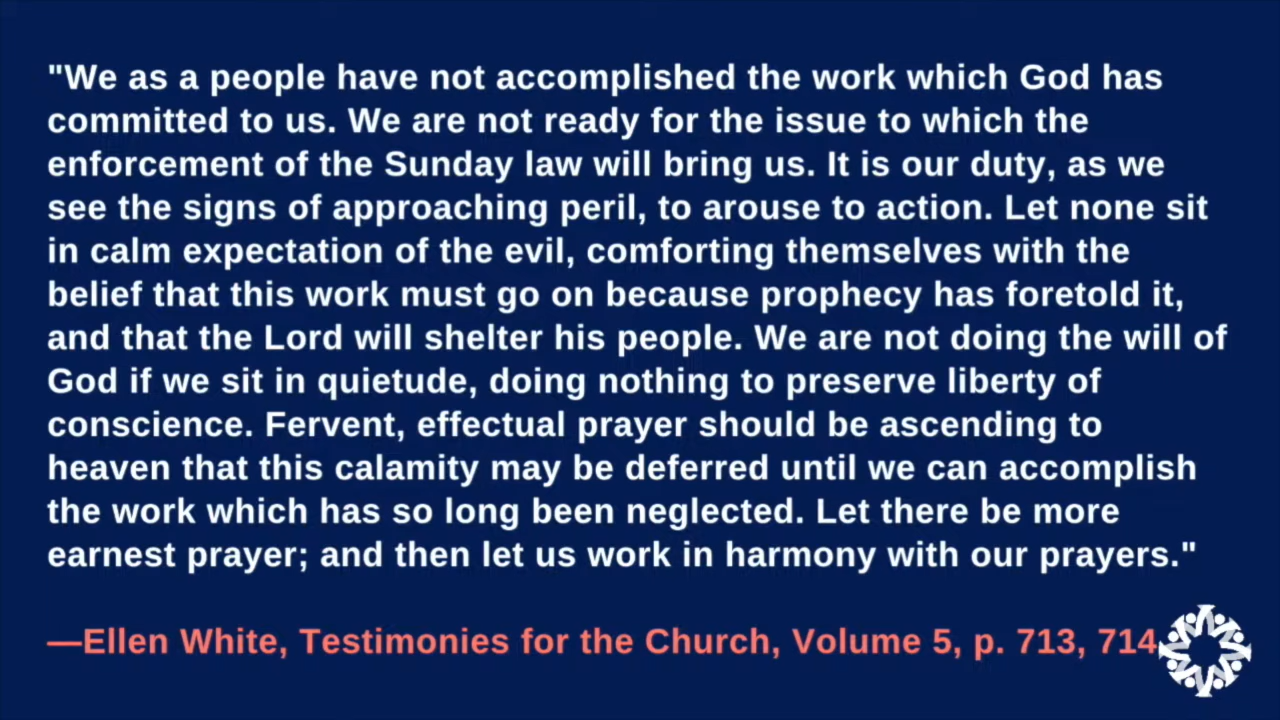 "We as a people have not accomplished the work which God has
committed to us. We are not ready for the issue to which the
enforcement of the Sunday law will bring us. It is our duty, as we
see the signs of approaching peril, to arouse to action. Let none sit
in calm expectation of the evil, comforting themselves with the
belief that this work must go on because prophecy has foretold it,
and that the Lord will shelter his people. We are not doing the will of
God if we sit in quietude, doing nothing to preserve liberty of
conscience. Fervent, effectual prayer should be ascending to
heaven that this calamity may be deferred until we can accomplish
the work which has so long been neglected. Let there be more
earnest prayer; and then let us work in harmony with our prayers."
—Ellen White, Testimonies for the Church, Volume 5, p. 713, 714